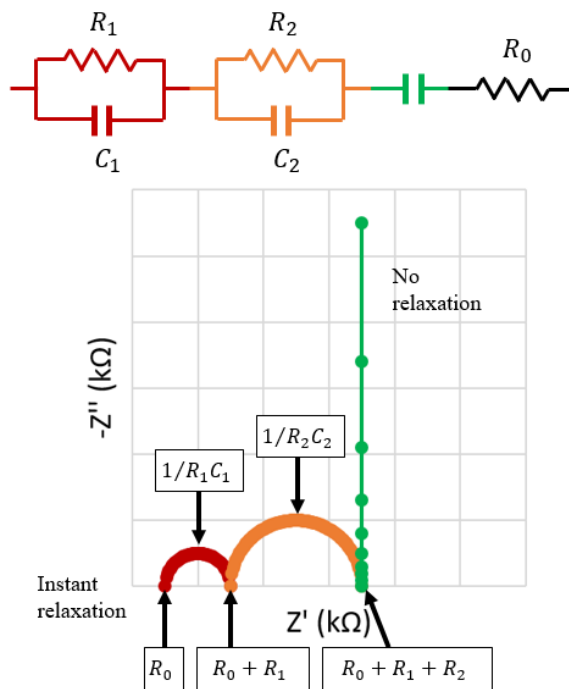 R₁
R₂
R₀
C₁
C₂
No
relaxation
-Z'' (kΩ)
1/R₂C₂
1/R₁C₁
Instant
relaxation
Z' (kΩ)
R₀
R₀ + R₁
R₀ + R₁ + R₂